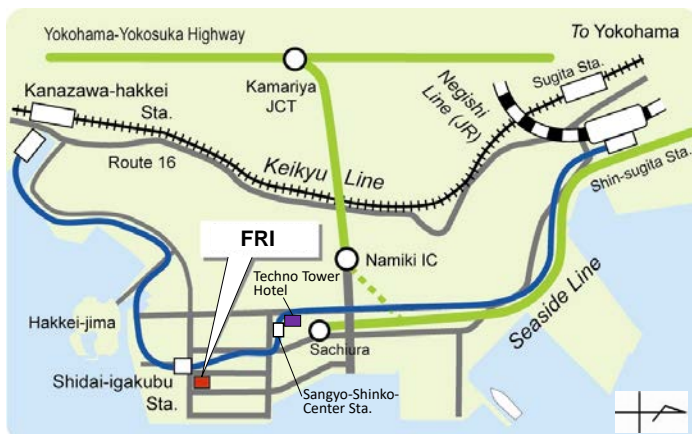 Yokohama-Yokosuka Highway
To Yokohama
Kamariya
JCT
Sugita Sta.
Kanazawa-hakkei
Sta.
Negishi
Line (JR)
Route 16
Keikyu Line
Shin-sugita Sta.
FRI
Namiki IC
Techno Tower
Hotel
Seaside Line
Hakkei-jima
Sachiura
Shidai-igakubu
Sta.
Sangyo-Shinko-
Center Sta.